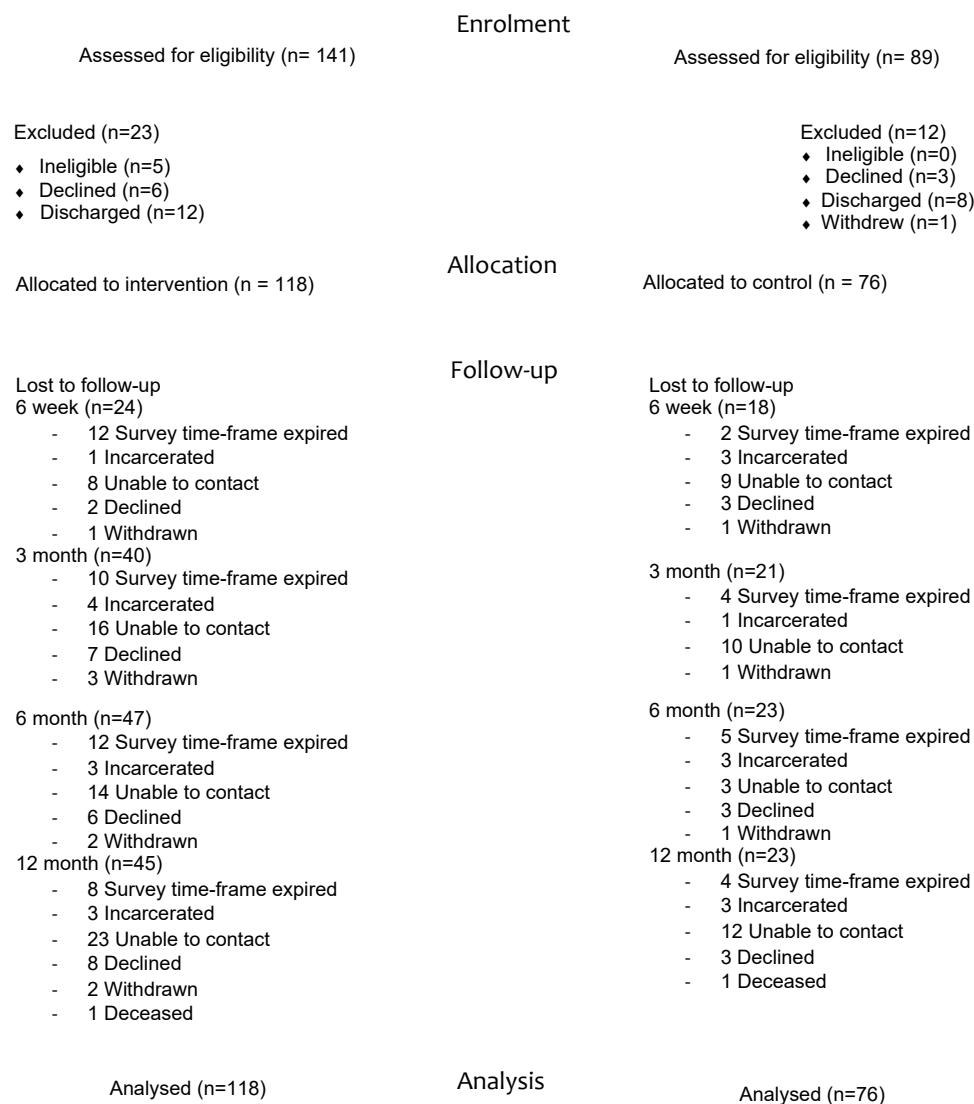 Enrolment
Assessed for eligibility (n= 141)
Assessed for eligibility (n= 89)
Excluded (n=23)
♦ Ineligible (n=5)
♦ Declined (n=6)
♦ Discharged (n=12)
Excluded (n=12)
♦ Ineligible (n=0)
♦ Declined (n=3)
♦ Discharged (n=8)
♦ Withdrew (n=1)
Allocation
Allocated to intervention (n = 118)
Allocated to control (n = 76)
Follow-up
Lost to follow-up
6 week (n=24)
- 12 Survey time-frame expired
- 1 Incarcerated
- 8 Unable to contact
- 2 Declined
- 1 Withdrawn
3 month (n=40)
- 10 Survey time-frame expired
- 4 Incarcerated
- 16 Unable to contact
- 7 Declined
- 3 Withdrawn
6 month (n=47)
- 12 Survey time-frame expired
- 3 Incarcerated
- 14 Unable to contact
- 6 Declined
- 2 Withdrawn
12 month (n=45)
- 8 Survey time-frame expired
- 3 Incarcerated
- 23 Unable to contact
- 8 Declined
- 2 Withdrawn
- 1 Deceased
Lost to follow-up
6 week (n=18)
- 2 Survey time-frame expired
- 3 Incarcerated
- 9 Unable to contact
- 3 Declined
- 1 Withdrawn
3 month (n=21)
- 4 Survey time-frame expired
- 1 Incarcerated
- 10 Unable to contact
- 1 Withdrawn
6 month (n=23)
- 5 Survey time-frame expired
- 3 Incarcerated
- 3 Unable to contact
- 3 Declined
- 1 Withdrawn
12 month (n=23)
- 4 Survey time-frame expired
- 3 Incarcerated
- 12 Unable to contact
- 3 Declined
- 1 Deceased
Analysis
Analysed (n=118)
Analysed (n=76)